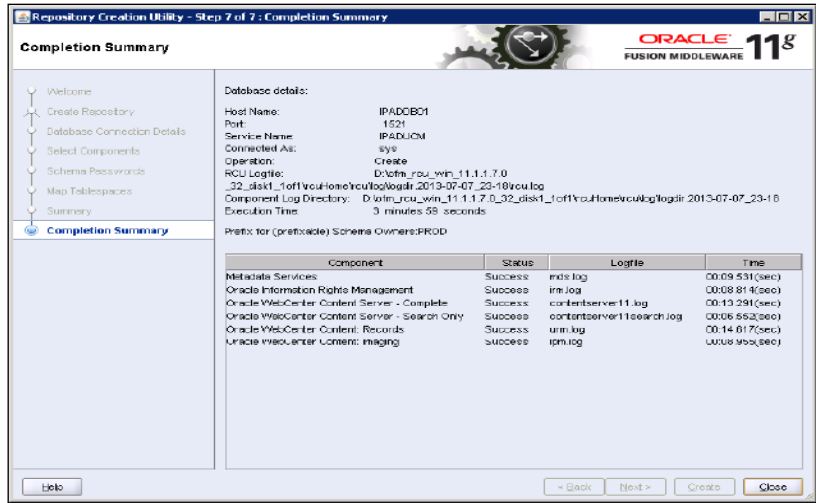 Repository Creation Utility - Step 7 of 7 : Completion Summary
Completion Summary
ORACLE
FUSION MIDDLEWARE
11g
Welcome
Create Repository
Database Connection Details
Select Components
Schema Passwords
Map Tablespaces
Summary
Completion Summary
Database details:
Host Name: IPADDB01
Port: 1521
Service Name: IPADUCM
Connected As: sys
Operation: Create
RCU Logfile: D:\ofm_rcu_win_11.1.1.7.0
_32_disk1_1of1\rcuHome\rcu\log\logdir.2013-07-07_23-18\rcu.log
Component Log Directory: D:\ofm_rcu_win_11.1.1.7.0_32_disk1_1of1\rcuHome\rcu\log\logdir.2013-07-07_23-18
Execution Time: 3 minutes 59 seconds
Prefix for (prefixable) Schema Owners:PROD
Component Status Logfile Time
Metadata Services Success mds.log 00:09.531(sec)
Oracle Information Rights Management Success irm.log 00:08.814(sec)
Oracle WebCenter Content Server - Complete Success contentserver11.log 00:13.291(sec)
Oracle WebCenter Content Server - Search Only Success contentserver11search.log 00:06.552(sec)
Oracle WebCenter Content: Records Success urm.log 00:14.617(sec)
Oracle WebCenter Content: Imaging Success ipm.log 00:08.955(sec)
Help
< Back
Next >
Create
Close